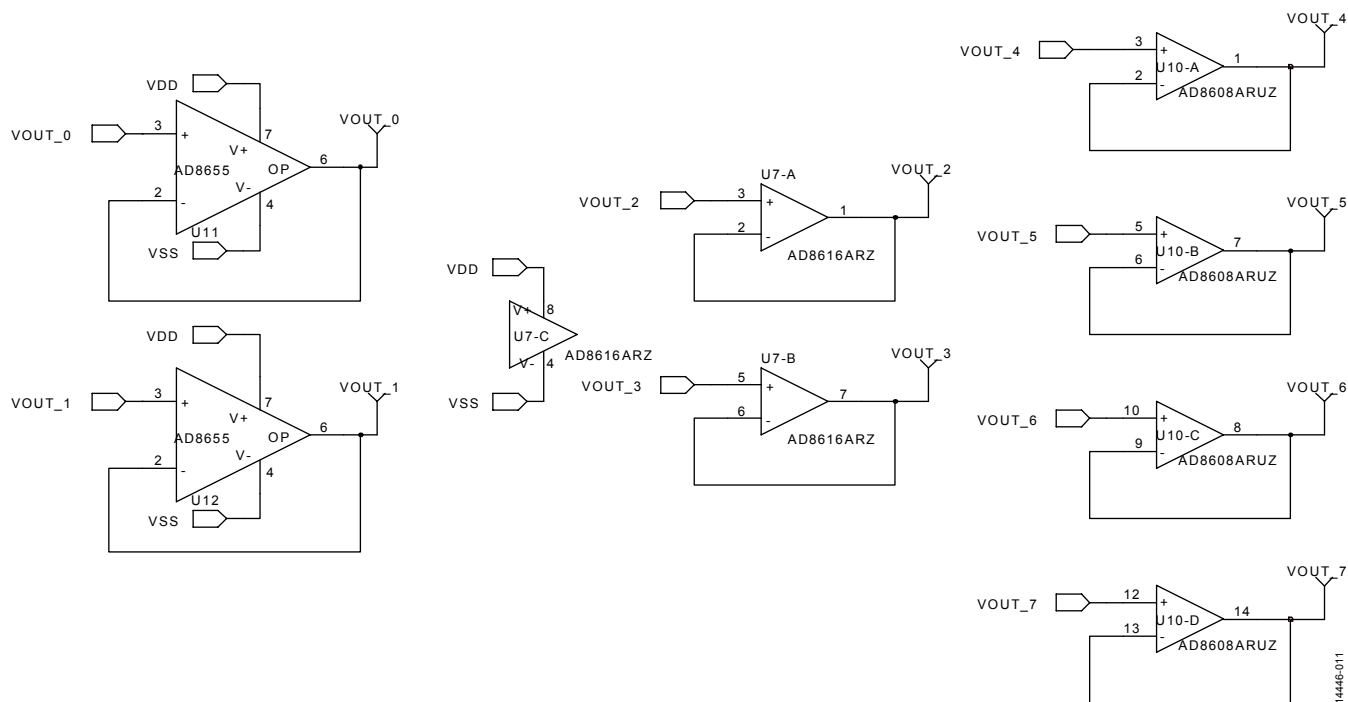 VDD
VOUT_0
3
+
7
V+
AD8655
OP
6
VOUT_0
V-
2
-
4
U11
VSS
VDD
VOUT_1
3
+
7
V+
AD8655
OP
6
VOUT_1
V-
2
-
4
U12
VSS
VDD
V+
8
U7-C
AD8616ARZ
V-
4
VSS
U7-A
VOUT_2
3
+
2
-
1
VOUT_2
AD8616ARZ
U7-B
VOUT_3
5
+
6
-
7
VOUT_3
AD8616ARZ
VOUT_4
3
+
2
-
U10-A
1
VOUT_4
AD8608ARUZ
VOUT_5
5
+
6
-
U10-B
7
VOUT_5
AD8608ARUZ
VOUT_6
10
+
9
-
U10-C
8
VOUT_6
AD8608ARUZ
VOUT_7
12
+
13
-
U10-D
14
VOUT_7
AD8608ARUZ
14446-011